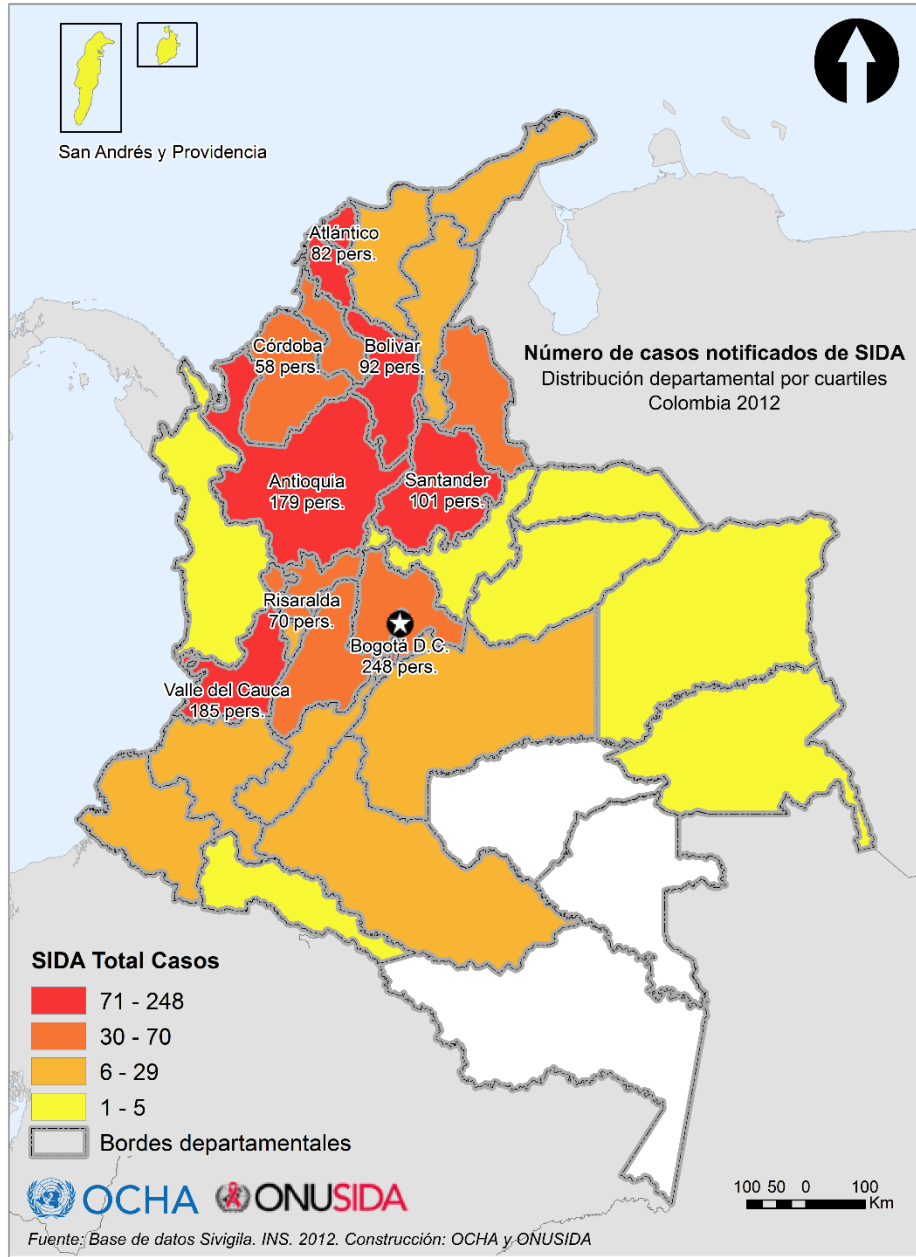 San Andrés y Providencia
Atlántico
82 pers.
Córdoba
58 pers.
Bolivar
92 pers.
Número de casos notificados de SIDA
Distribución departamental por cuartiles
Colombia 2012
Antioquia
179 pers.
Santander
101 pers.
Risaralda
70 pers.
Bogotá D.C.
248 pers.
Valle del Cauca
185 pers.
SIDA Total Casos
71 - 248
30 - 70
6 - 29
1 - 5
Bordes departamentales
OCHA ONUSIDA
100 50 0 100
Km
Fuente: Base de datos Sivigila. INS. 2012. Construcción: OCHA y ONUSIDA